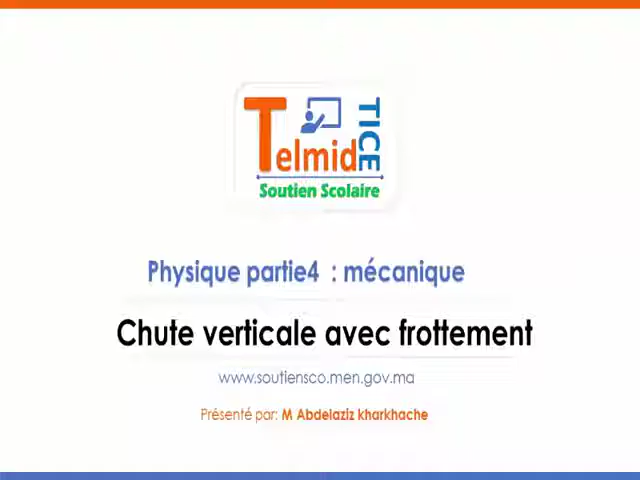 Telmid TICE
Soutien Scolaire
Physique partie4 : mécanique
Chute verticale avec frottement
www.soutiensco.men.gov.ma
Présenté par: M Abdelaziz kharkhache